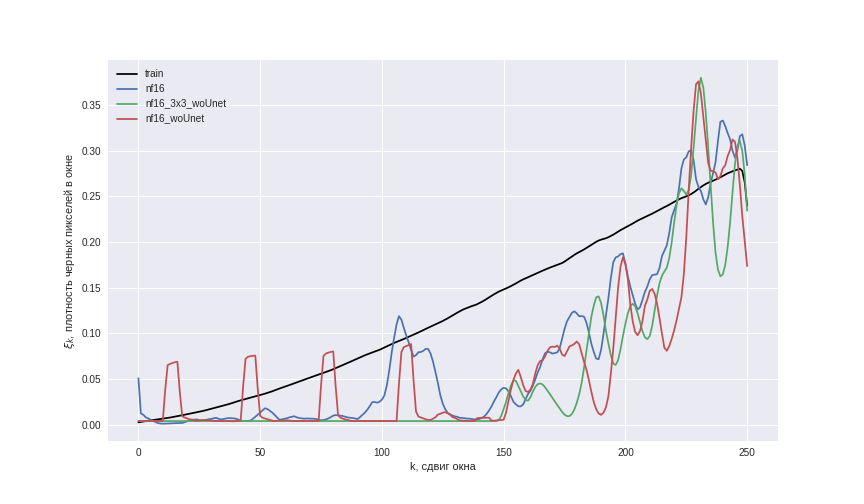 train
nf16
nf16_3x3_woUnet
nf16_woUnet
0.35
0.30
0.25
0.20
0.15
0.10
0.05
0.00
ξk, плотность черных пикселей в окне
0 50 100 150 200 250
k, сдвиг окна